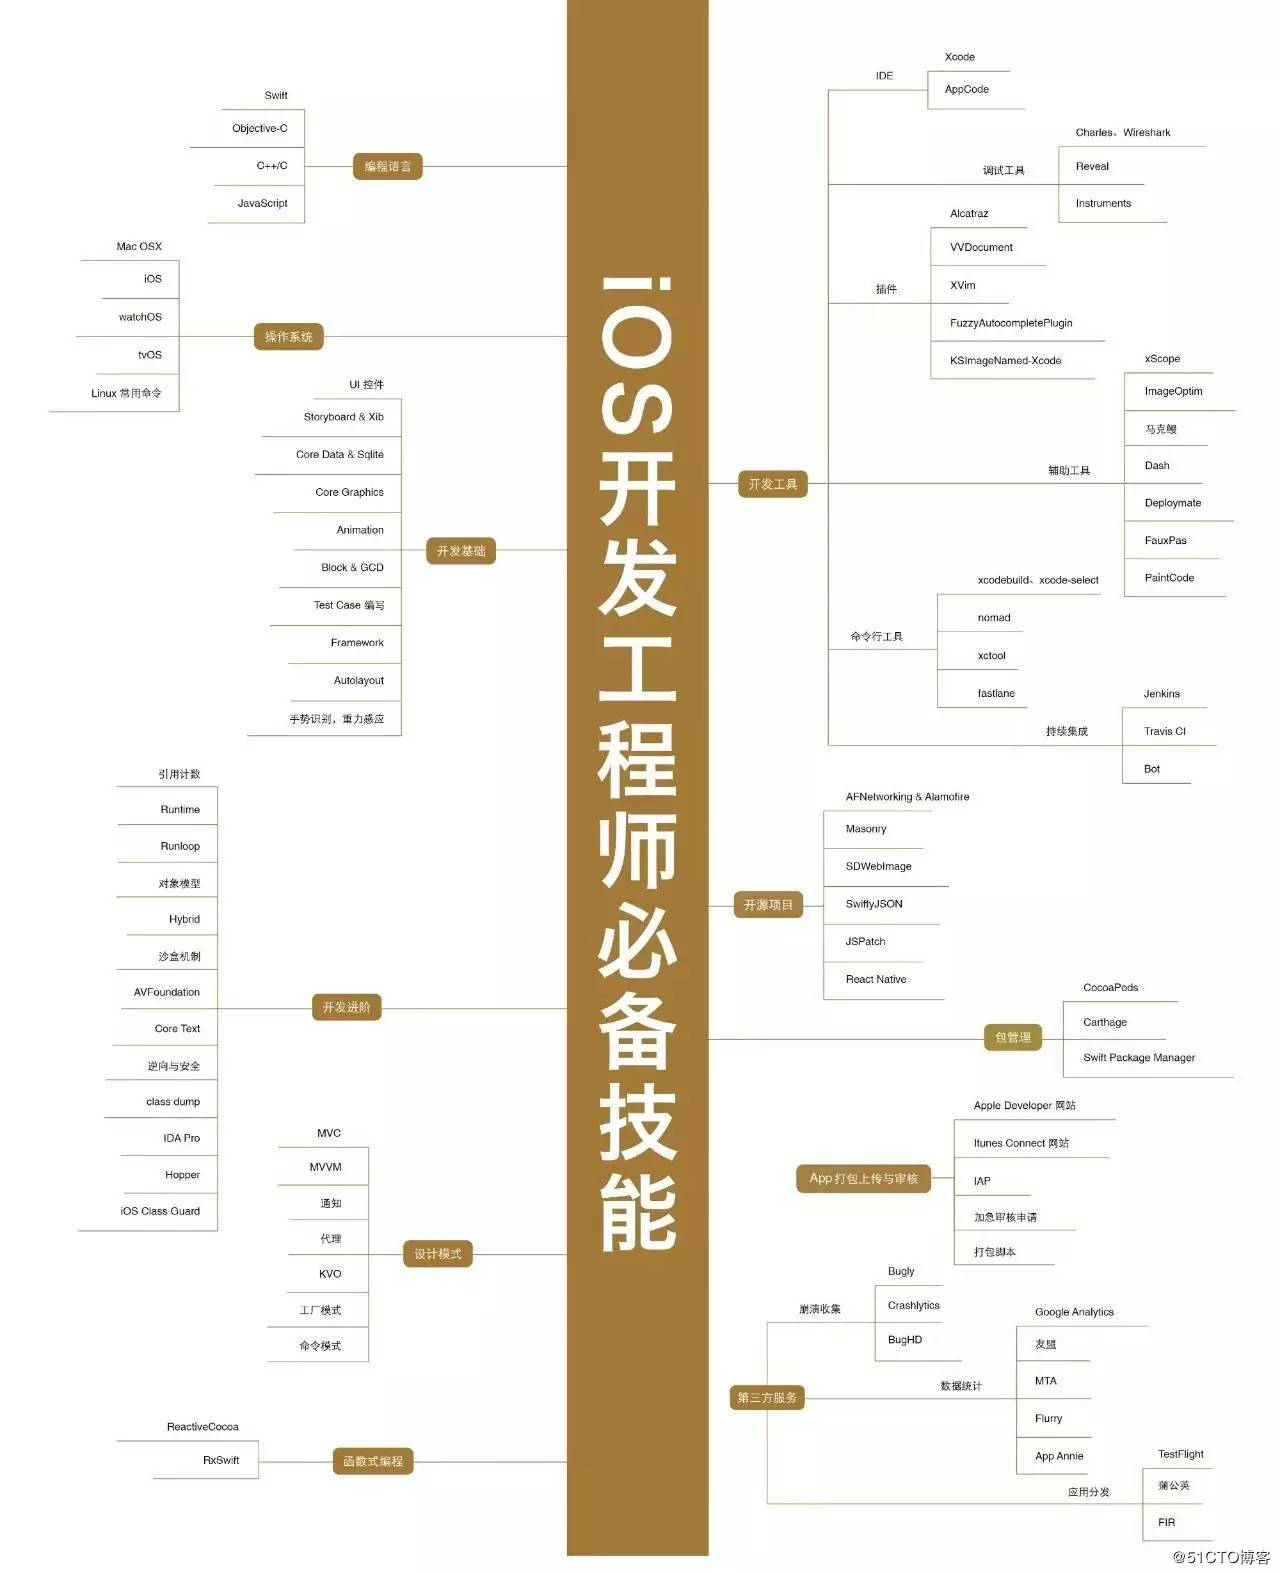 iOS开发工程师必备技能
编程语言
Swift
Objective-C
C++/C
JavaScript
操作系统
Mac OSX
iOS
watchOS
tvOS
Linux 常用命令
开发基础
UI 控件
Storyboard & Xib
Core Data & Sqlite
Core Graphics
Animation
Block & GCD
Test Case 编写
Framework
Autolayout
手势识别，重力感应
开发进阶
引用计数
Runtime
Runloop
对象模型
Hybrid
沙盒机制
AVFoundation
Core Text
逆向与安全
class dump
IDA Pro
Hopper
iOS Class Guard
设计模式
MVC
MVVM
通知
代理
KVO
工厂模式
命令模式
函数式编程
ReactiveCocoa
RxSwift
开发工具
IDE
Xcode
AppCode
调试工具
Charles、Wireshark
Reveal
Instruments
插件
Alcatraz
VVDocument
XVim
FuzzyAutocompletePlugin
KSImageNamed-Xcode
辅助工具
xScope
ImageOptim
马克鳗
Dash
Deploymate
FauxPas
PaintCode
命令行工具
xcodebuild、xcode-select
nomad
xctool
fastlane
持续集成
Jenkins
Travis CI
Bot
开源项目
AFNetworking & Alamofire
Masonry
SDWebImage
SwiftyJSON
JSPatch
React Native
包管理
CocoaPods
Carthage
Swift Package Manager
App 打包上传与审核
Apple Developer 网站
Itunes Connect 网站
IAP
加急审核申请
打包脚本
第三方服务
崩溃收集
Bugly
Crashlytics
BugHD
数据统计
Google Analytics
友盟
MTA
Flurry
App Annie
应用分发
TestFlight
蒲公英
FIR
@51CTO博客